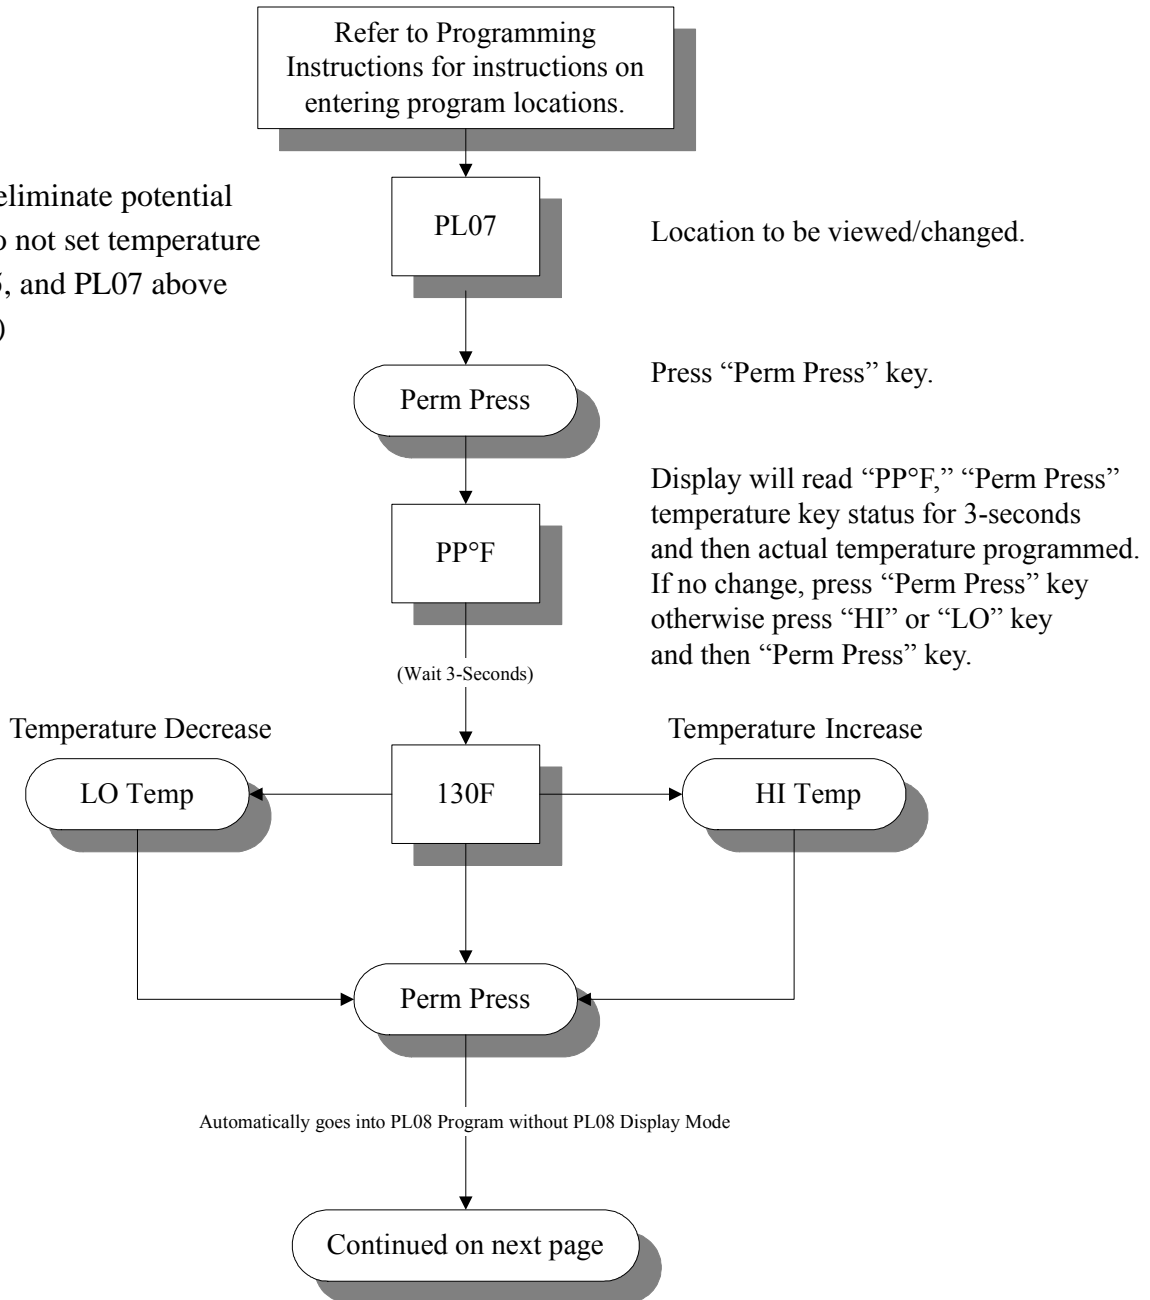 Refer to Programming
Instructions for instructions on
entering program locations.
eliminate potential
o not set temperature
, and PL07 above
)
PL07
Location to be viewed/changed.
Perm Press
Press “Perm Press” key.
PP°F
Display will read “PP°F,” “Perm Press”
temperature key status for 3-seconds
and then actual temperature programmed.
If no change, press “Perm Press” key
otherwise press “HI” or “LO” key
and then “Perm Press” key.
(Wait 3-Seconds)
Temperature Decrease
Temperature Increase
LO Temp
130F
HI Temp
Perm Press
Automatically goes into PL08 Program without PL08 Display Mode
Continued on next page